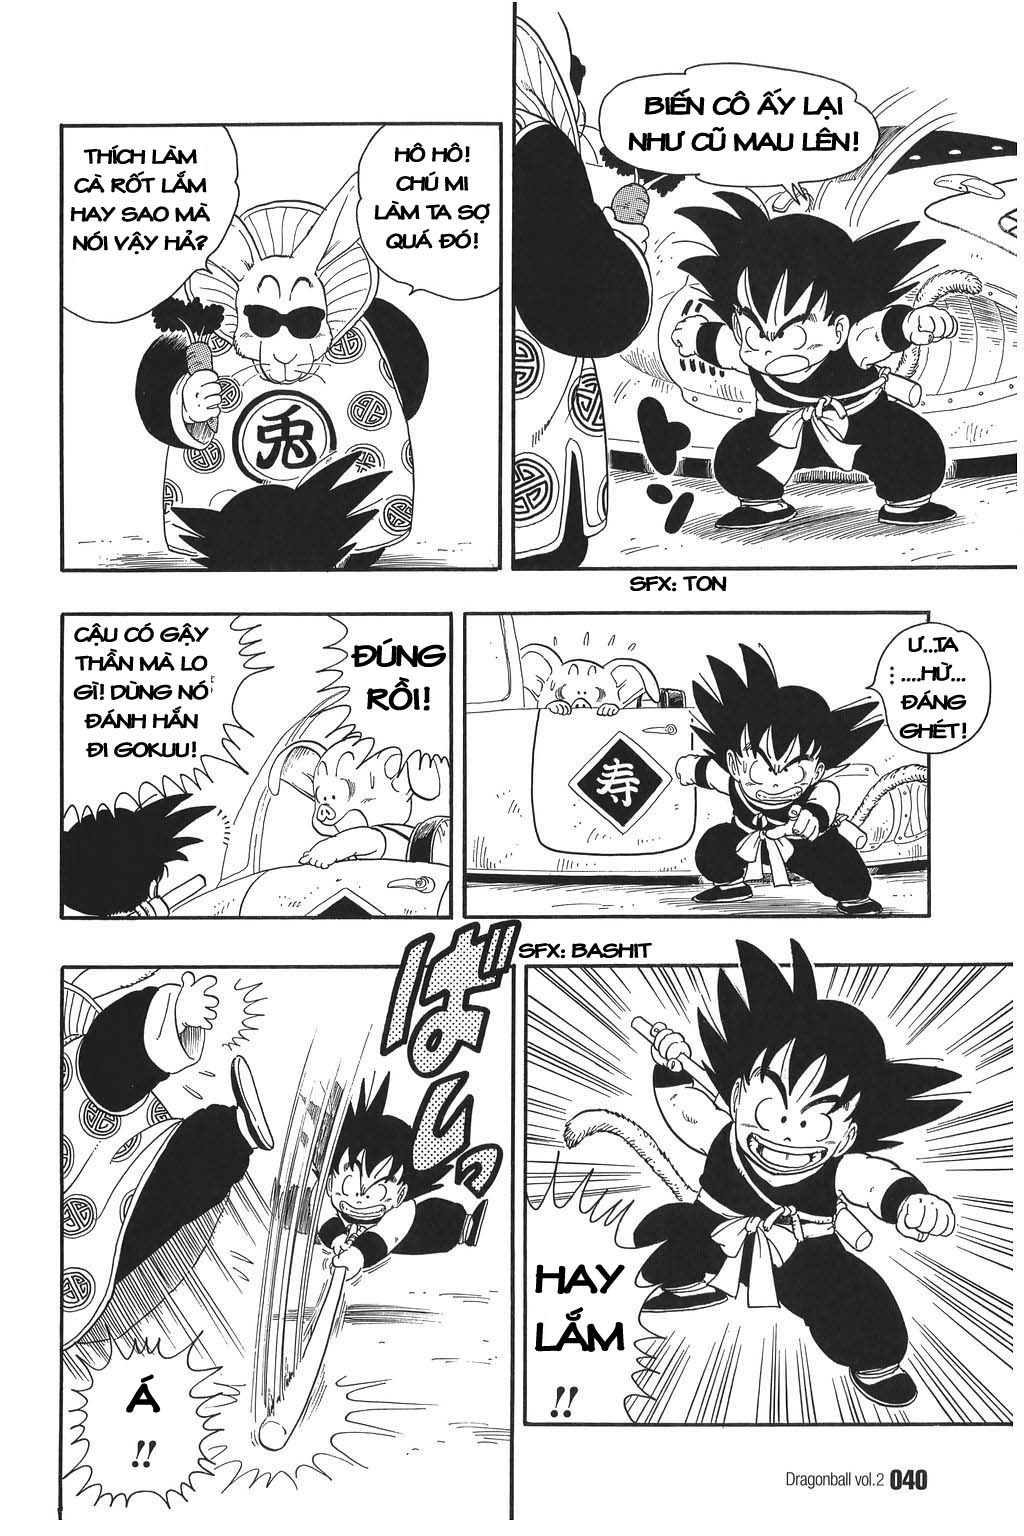 BIẾN CÔ ẤY LẠI
NHƯ CŨ MAU LÊN!
トン
SFX: TON
HÔ HÔ!
CHÚ MI
LÀM TA SỢ
QUÁ ĐÓ!
THÍCH LÀM
CÀ RỐT LẮM
HAY SAO MÀ
NÓI VẬY HẢ?
兎
Ư...TA
:....HỪ...
ĐÁNG
GHÉT!
寿
ĐÚNG
RỒI!
CẬU CÓ GẬY
THẦN MÀ LO
GÌ! DÙNG NÓ
ĐÁNH HẮN
ĐI GOKUU!
SFX: BASHIT
HAY
LẮM
!!
ばしっ
Á
!!
Dragonball vol.2 040